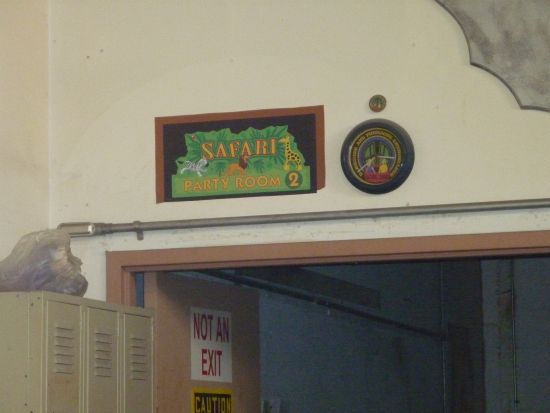 SAFARI
PARTY ROOM 2
NOT AN
EXIT
CAUTION